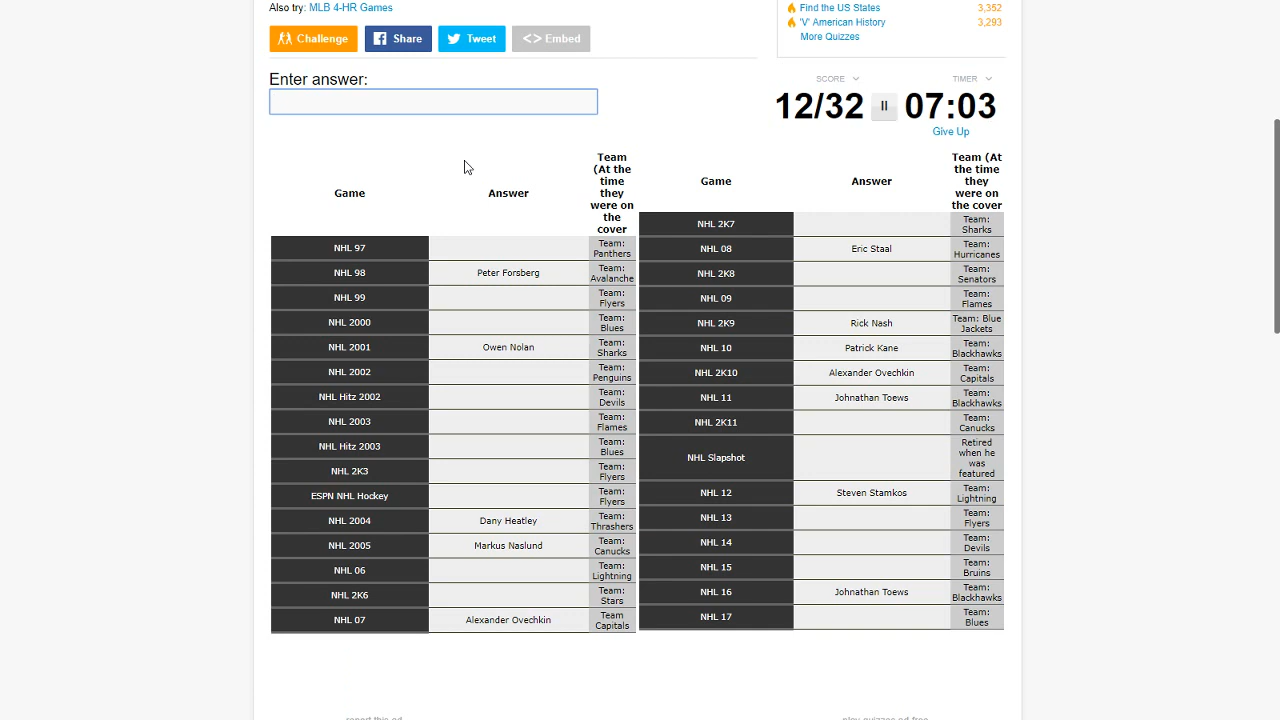 Also try: MLB 4-HR Games
Find the US States 3,352
'V' American History 3,293
More Quizzes
Challenge Share Tweet <> Embed
Enter answer:
SCORE TIMER
12/32 07:03
Give Up
Game Answer Team (At the time they were on the cover
NHL 97 Team: Panthers
NHL 98 Peter Forsberg Team: Avalanche
NHL 99 Team: Flyers
NHL 2000 Team: Blues
NHL 2001 Owen Nolan Team: Sharks
NHL 2002 Team: Penguins
NHL Hitz 2002 Team: Devils
NHL 2003 Team: Flames
NHL Hitz 2003 Team: Blues
NHL 2K3 Team: Flyers
ESPN NHL Hockey Team: Flyers
NHL 2004 Dany Heatley Team: Thrashers
NHL 2005 Markus Naslund Team: Canucks
NHL 06 Team: Lightning
NHL 2K6 Team: Stars
NHL 07 Alexander Ovechkin Team Capitals
Game Answer Team (At the time they were on the cover
NHL 2K7 Team: Sharks
NHL 08 Eric Staal Team: Hurricanes
NHL 2K8 Team: Senators
NHL 09 Team: Flames
NHL 2K9 Rick Nash Team: Blue Jackets
NHL 10 Patrick Kane Team: Blackhawks
NHL 2K10 Alexander Ovechkin Team: Capitals
NHL 11 Johnathan Toews Team: Blackhawks
NHL 2K11 Team: Canucks
NHL Slapshot Retired when he was featured
NHL 12 Steven Stamkos Team: Lightning
NHL 13 Team: Flyers
NHL 14 Team: Devils
NHL 15 Team: Bruins
NHL 16 Johnathan Toews Team: Blackhawks
NHL 17 Team: Blues
report this ad play quizzes ad free